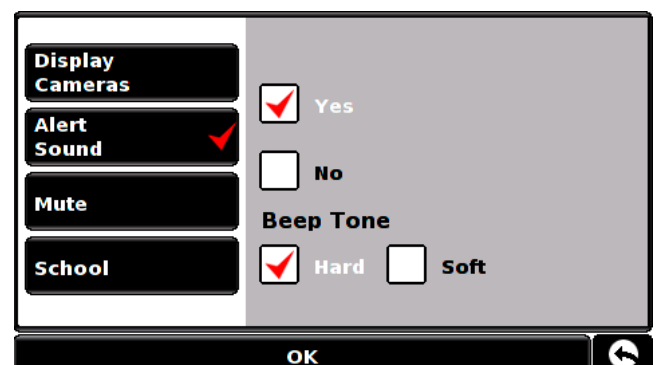 Display
Cameras
Alert
Sound
Mute
School
Yes
No
Beep Tone
Hard Soft
OK